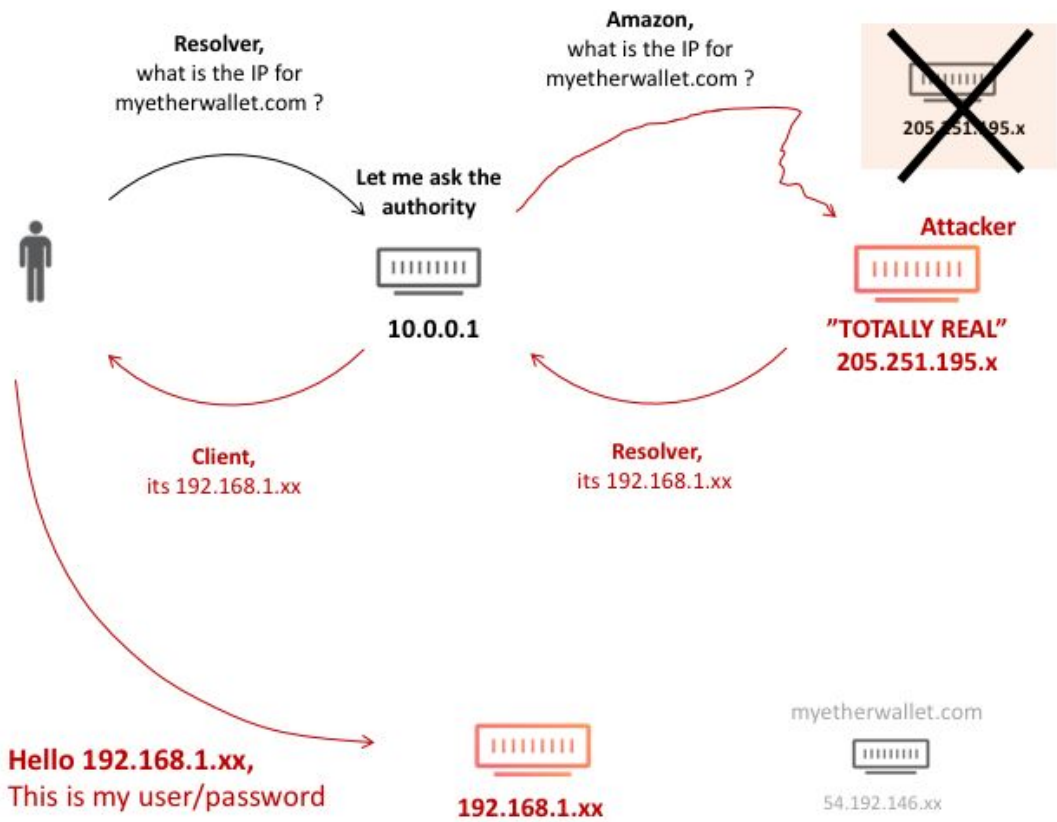 Resolver,
what is the IP for
myetherwallet.com ?
Amazon,
what is the IP for
myetherwallet.com ?
205.251.195.x
Let me ask the
authority
10.0.0.1
Attacker
”TOTALLY REAL”
205.251.195.x
Client,
its 192.168.1.xx
Resolver,
its 192.168.1.xx
Hello 192.168.1.xx,
This is my user/password
192.168.1.xx
myetherwallet.com
54.192.146.xx